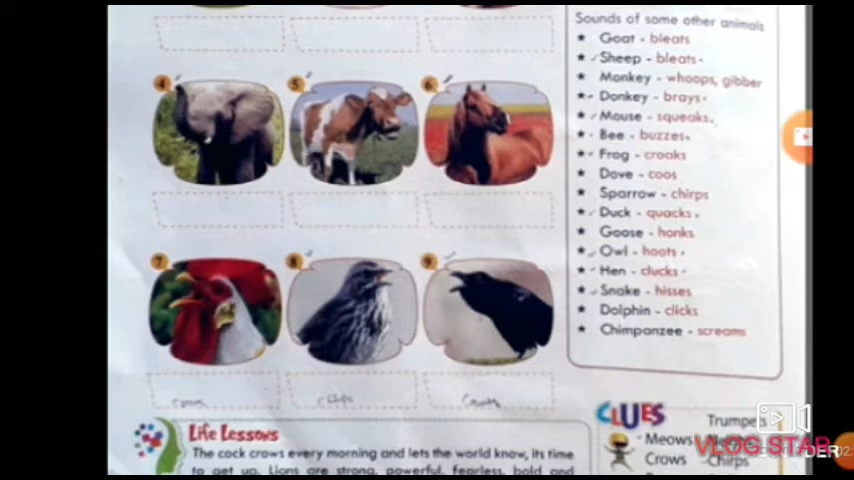 Sounds of some other animals
★ Goat - bleats
★ Sheep - bleats
★ Monkey - whoops, gibber
★ Donkey - brays
★ Mouse - squeaks
★ Bee - buzzes
★ Frog - croaks
★ Dove - coos
★ Sparrow - chirps
★ Duck - quacks
★ Goose - honks
★ Owl - hoots
★ Hen - clucks
★ Snake - hisses
★ Dolphin - clicks
★ Chimpanzee - screams
4 5 6
7 8 9
Life Lessons
The cock crows every morning and lets the world know, its time
to get up. Lions are strong, powerful, fearless, bold and
CLUES
Trumpets
Meows
Crows Chirps
VLOG STAR